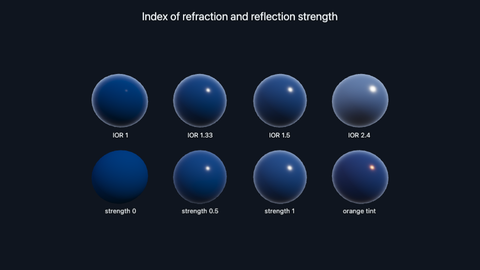 Index of refraction and reflection strength
IOR 1 IOR 1.33 IOR 1.5 IOR 2.4
strength 0 strength 0.5 strength 1 orange tint